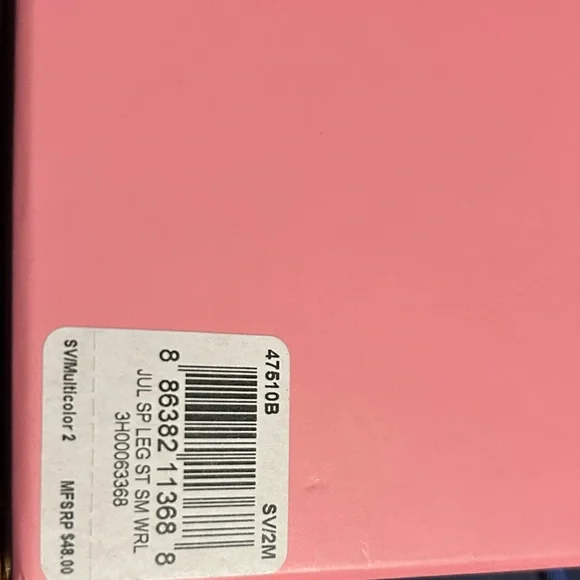 47510B SV/2M
8 86382 11368 8
JUL SP LEG ST SM WRL
3H00063368
SV/Multicolor 2 MFSRP $48.00